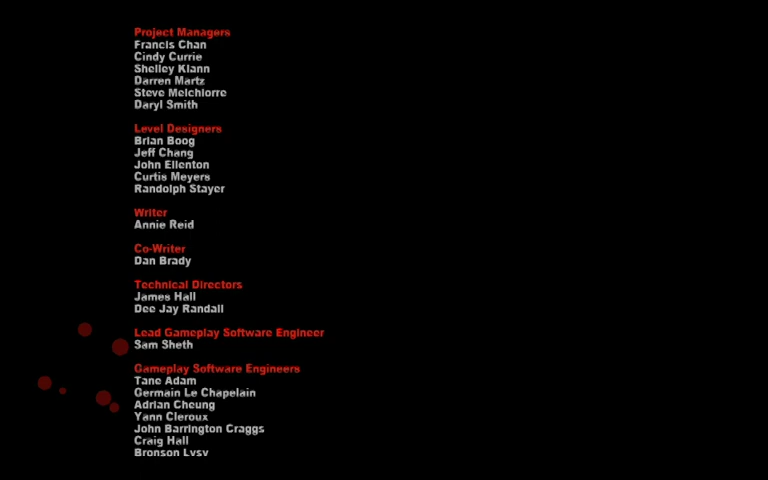 Project Managers
Francis Chan
Cindy Currie
Shelley Klann
Darren Martz
Steve Melchiorre
Daryl Smith
Level Designers
Brian Boog
Jeff Chang
John Ellenton
Curtis Meyers
Randolph Stayer
Writer
Annie Reid
Co-Writer
Dan Brady
Technical Directors
James Hall
Dee Jay Randall
Lead Gameplay Software Engineer
Sam Sheth
Gameplay Software Engineers
Tane Adam
Germain Le Chapelain
Adrian Cheung
Yann Cleroux
John Barrington Craggs
Craig Hall
Bronson